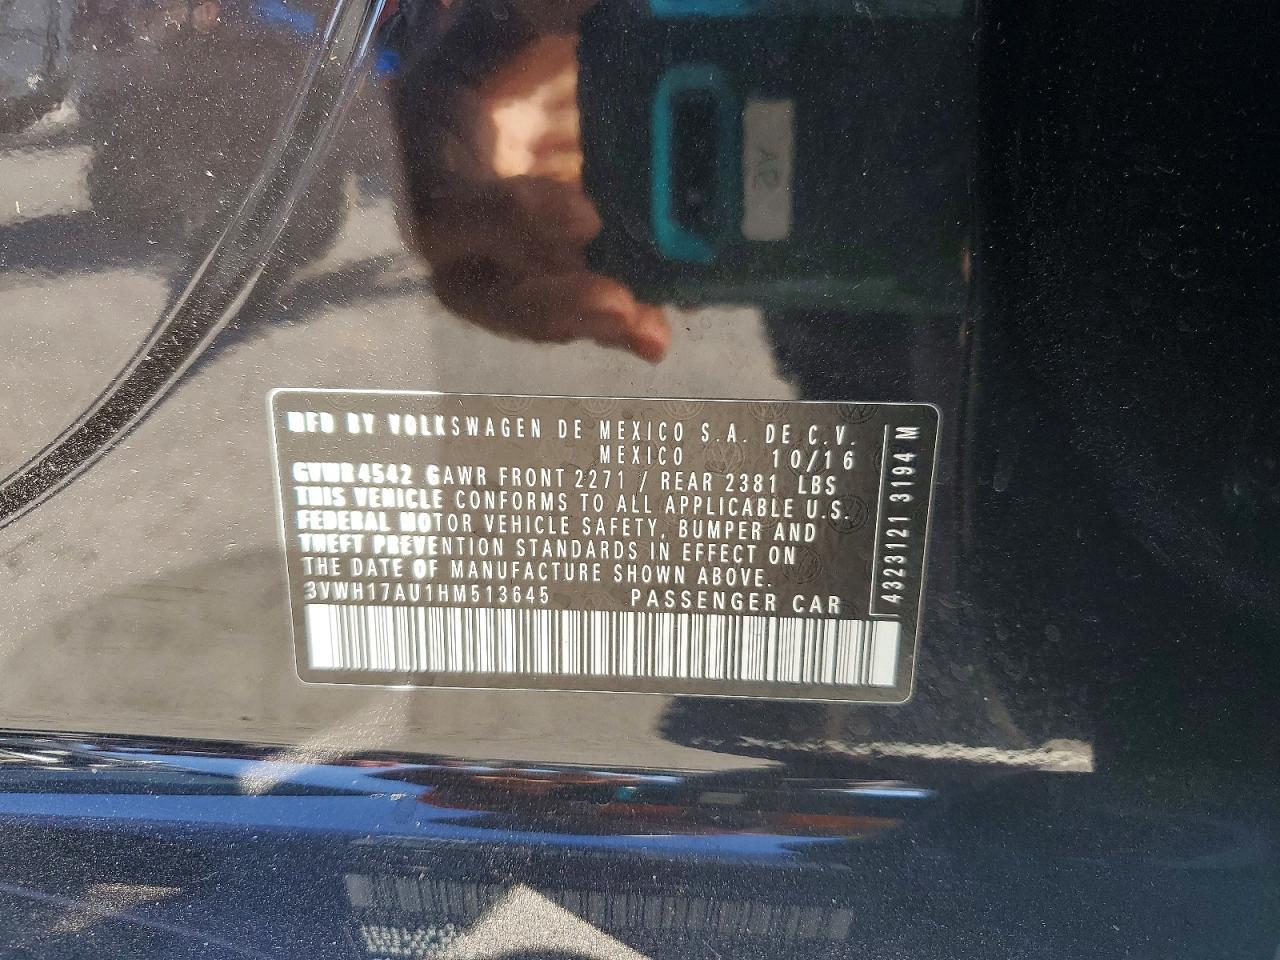 MFD BY VOLKSWAGEN DE MEXICO S.A. DE C.V.
MEXICO 10/16
GVWR 4542 GAWR FRONT 2271 / REAR 2381 LBS
THIS VEHICLE CONFORMS TO ALL APPLICABLE U.S.
FEDERAL MOTOR VEHICLE SAFETY, BUMPER AND
THEFT PREVENTION STANDARDS IN EFFECT ON
THE DATE OF MANUFACTURE SHOWN ABOVE.
3VWH17AU1HM513645 PASSENGER CAR
4323121 3194 M